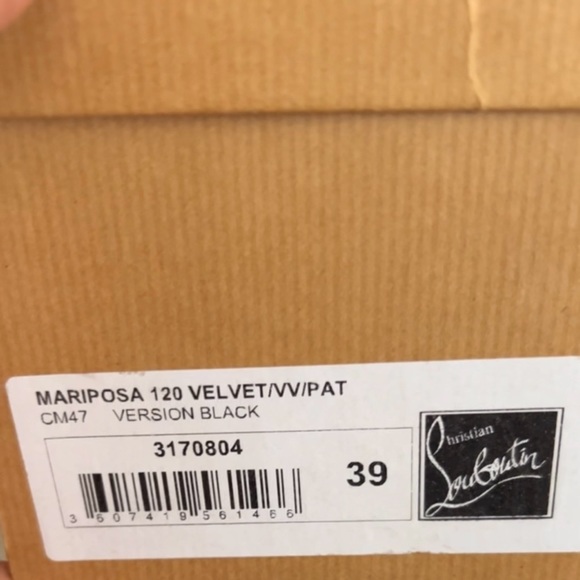 MARIPOSA 120 VELVET/VV/PAT
CM47 VERSION BLACK
3170804
39
3 607419 561466
Christian
Louboutin